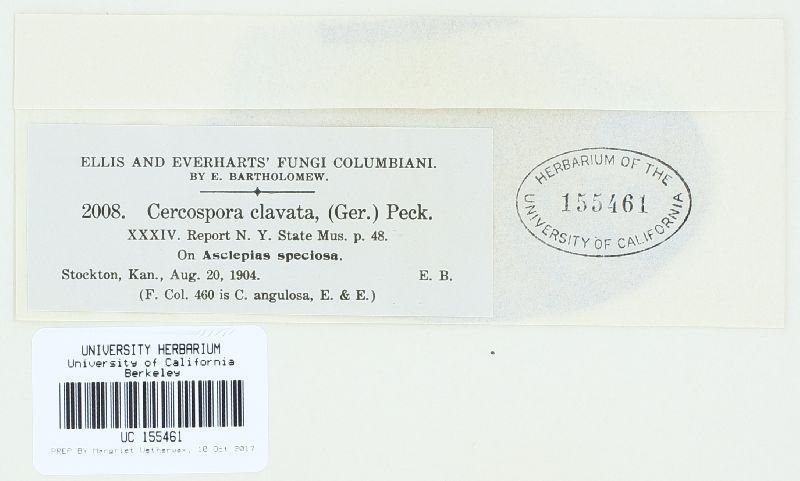 ELLIS AND EVERHARTS' FUNGI COLUMBIANI.
BY E. BARTHOLOMEW.
2008. Cercospora clavata, (Ger.) Peck.
XXXIV. Report N. Y. State Mus. p. 48.
On Asclepias speciosa.
Stockton, Kan., Aug. 20, 1904. E. B.
(F. Col. 460 is C. angulosa, E. & E.)
HERBARIUM OF THE
155461
UNIVERSITY OF CALIFORNIA
UNIVERSITY HERBARIUM
University of California
Berkeley
UC 155461
PREP BY Margriet Wetherwax, 10 Oct 2017